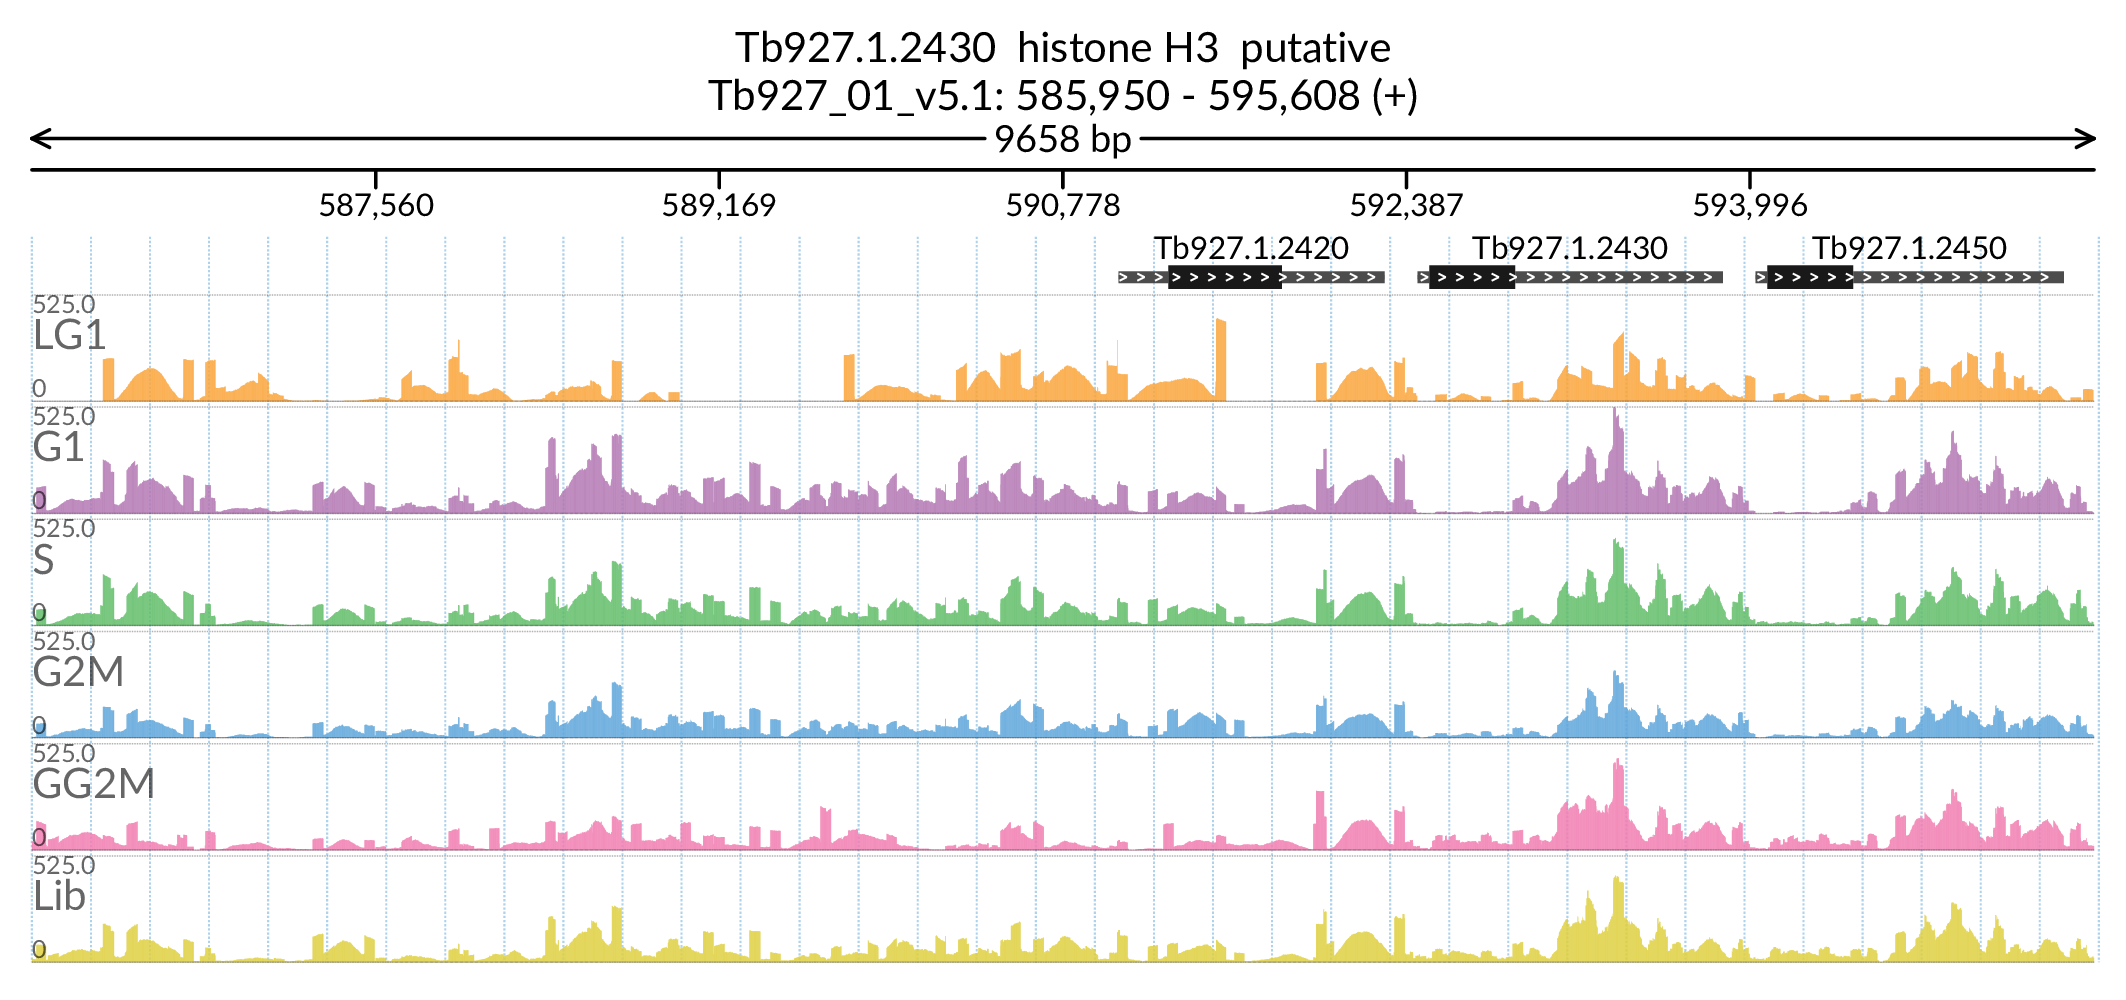 Tb927.1.2430 histone H3 putative
Tb927_01_v5.1: 585,950 - 595,608 (+)
9658 bp
587,560 589,169 590,778 592,387 593,996
Tb927.1.2420 Tb927.1.2430 Tb927.1.2450
525.0
LG1
0
525.0
G1
0
525.0
S
0
525.0
G2M
0
525.0
GG2M
0
525.0
Lib
0